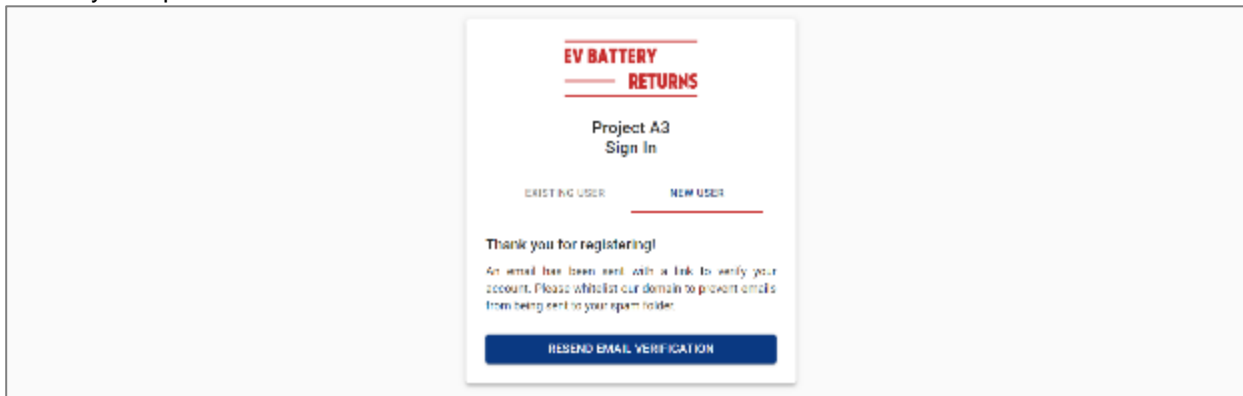 EV BATTERY
RETURNS
Project A3
Sign In
EXISTING USER
NEW USER
Thank you for registering!
An email has been sent with a link to verify your
account. Please whitelist our domain to prevent emails
from being sent to your spam folder.
RESEND EMAIL VERIFICATION